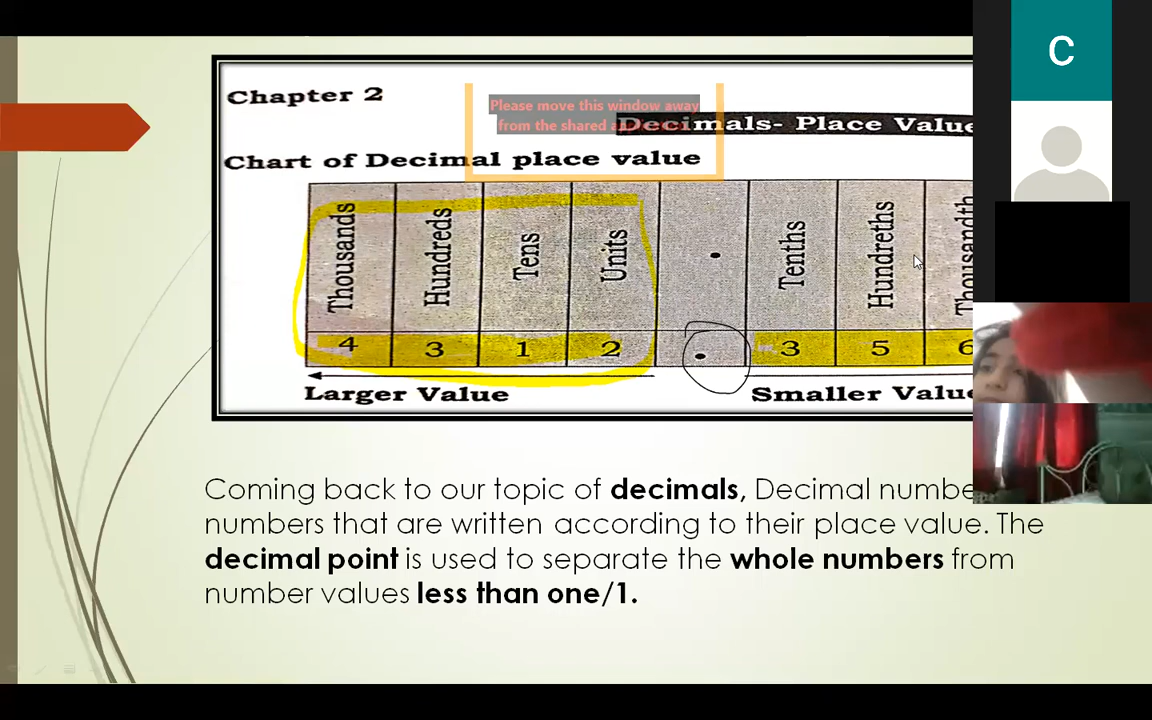 C
Chapter 2
Please move this window away
from the shared
Decimals- Place Value
Chart of Decimal place value
Thousands Hundreds Tens Units . Tenths Hundreths Thousandth
4 3 1 2 . 3 5 6
Larger Value Smaller Value
Coming back to our topic of decimals, Decimal numbe
numbers that are written according to their place value. The
decimal point is used to separate the whole numbers from
number values less than one/1.